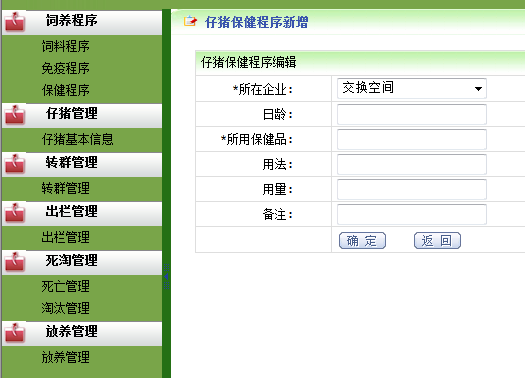 饲养程序
饲料程序
免疫程序
保健程序
仔猪管理
仔猪基本信息
转群管理
转群管理
出栏管理
出栏管理
死淘管理
死亡管理
淘汰管理
放养管理
放养管理
仔猪保健程序新增
仔猪保健程序编辑
*所在企业： 交换空间
日龄：
*所用保健品：
用法：
用量：
备注：
确 定 返 回